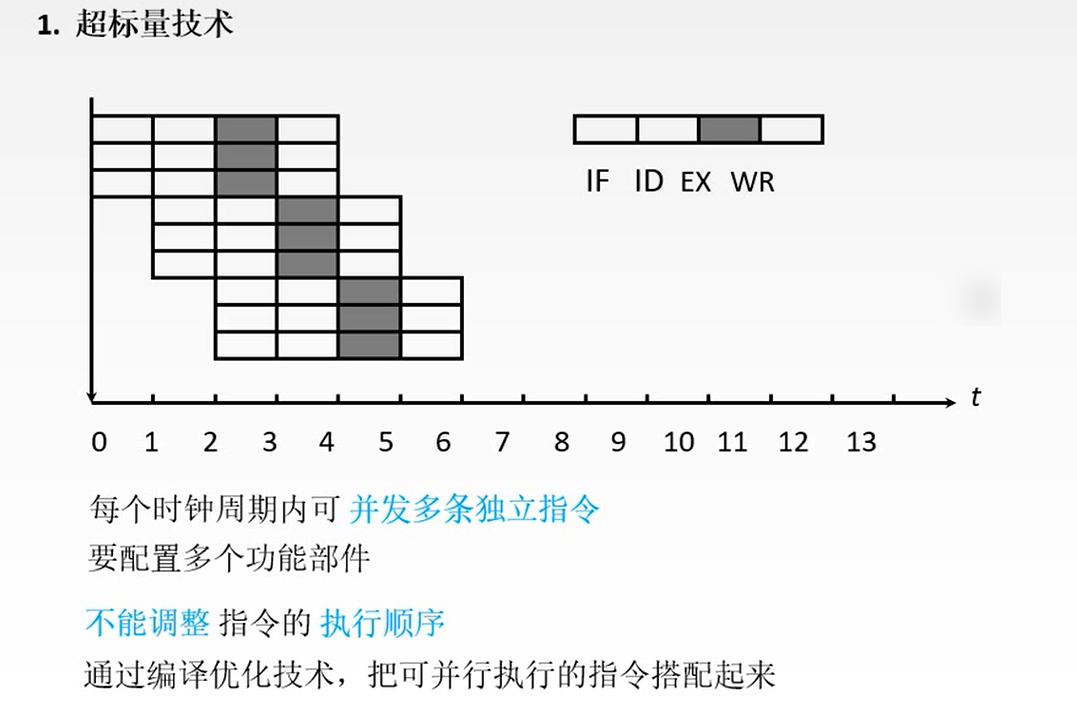 1. 超标量技术
IF ID EX WR
t
0 1 2 3 4 5 6 7 8 9 10 11 12 13
每个时钟周期内可 并发多条独立指令
要配置多个功能部件
不能调整 指令的 执行顺序
通过编译优化技术，把可并行执行的指令搭配起来